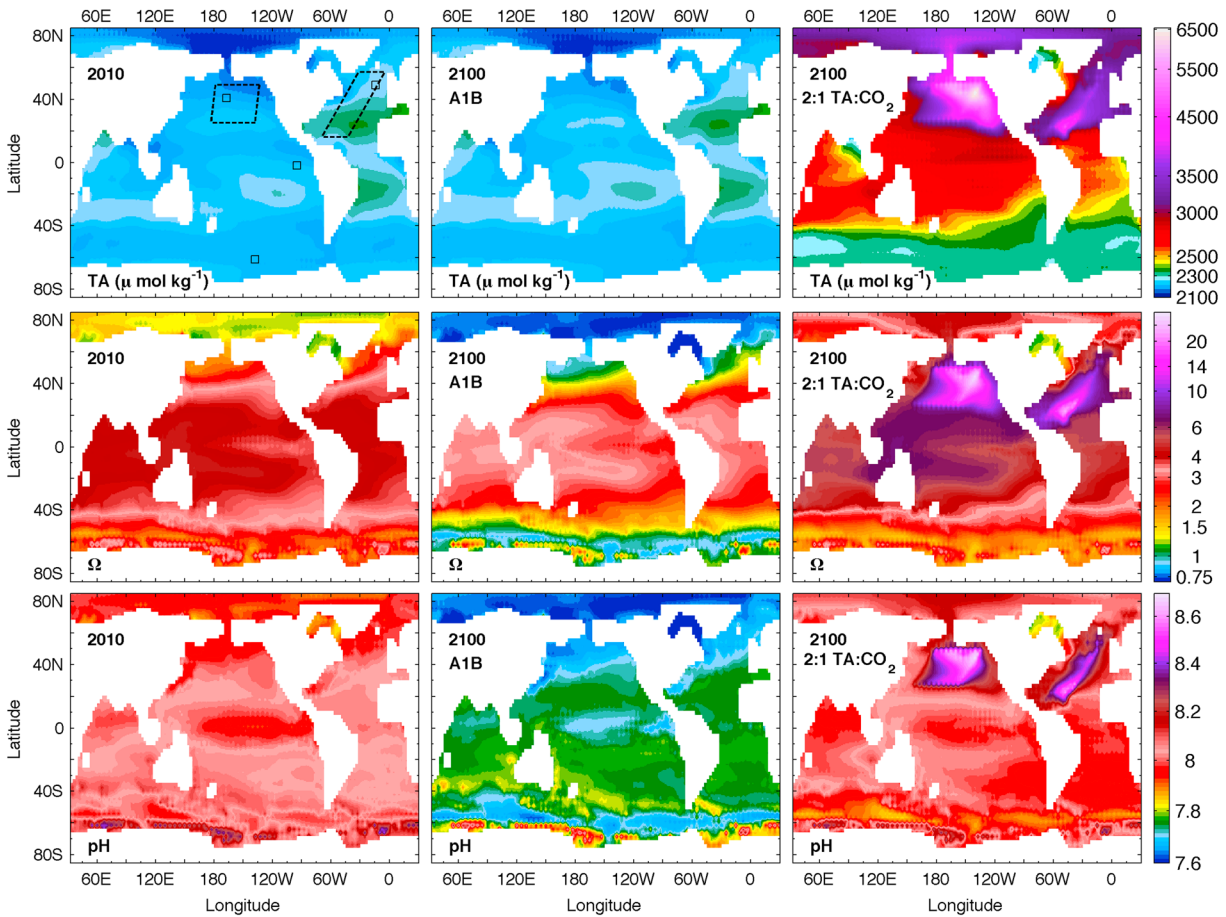 60E 120E 180 120W 60W 0 60E 120E 180 120W 60W 0 60E 120E 180 120W 60W 0
80N
40N
0
40S
80S
Latitude
2010
TA (μ mol kg⁻¹)
2100
A1B
TA (μ mol kg⁻¹)
2100
2:1 TA:CO₂
TA (μ mol kg⁻¹)
6500
5500
4500
3500
3000
2500
2300
2100
80N
40N
0
40S
80S
Latitude
2010
Ω
2100
A1B
Ω
2100
2:1 TA:CO₂
Ω
20
14
10
6
4
3
2
1.5
1
0.75
80N
40N
0
40S
80S
Latitude
2010
pH
2100
A1B
pH
2100
2:1 TA:CO₂
pH
8.6
8.4
8.2
8
7.8
7.6
60E 120E 180 120W 60W 0 60E 120E 180 120W 60W 0 60E 120E 180 120W 60W 0
Longitude Longitude Longitude